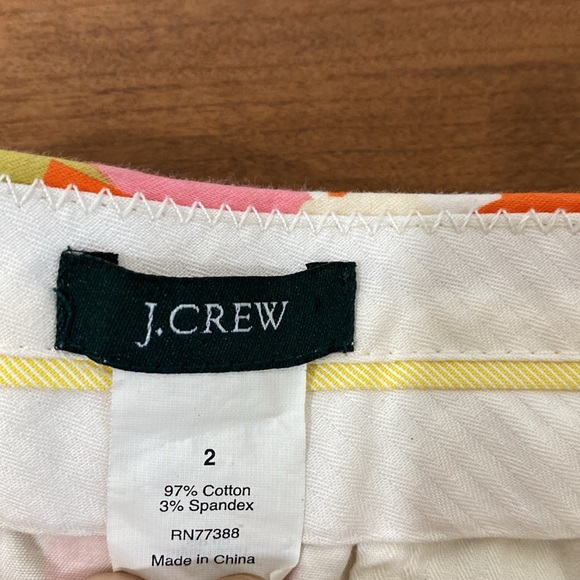 J.CREW
2
97% Cotton
3% Spandex
RN77388
Made in China